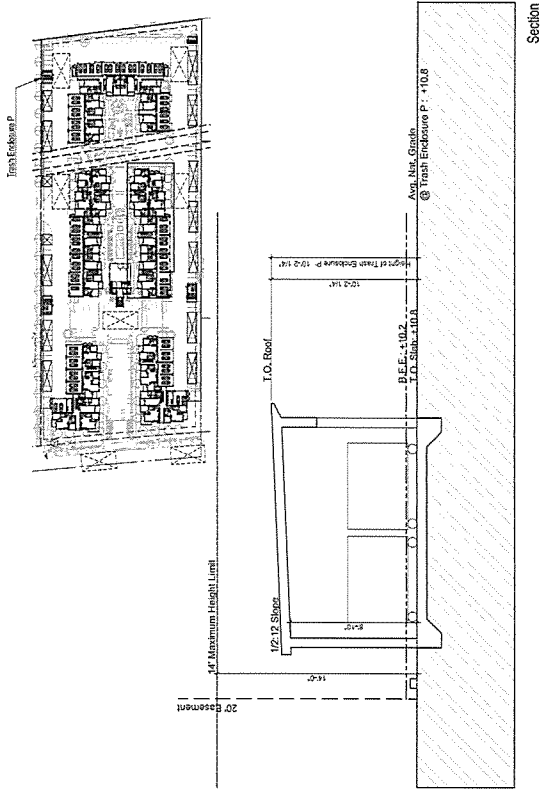 Trash Enclosure P
Avg. Nat. Grade
@ Trash Enclosure P : +10.8
Height of Trash Enclosure 'P' 10'-2 1/4"
10'-2 1/4"
T.O. Roof
B.F.E.: +10.2
T.O. Slab: +10.8
14' Maximum Height Limit
1/2:12 Slope
8'-10"
14'-0"
20' Easement
Section